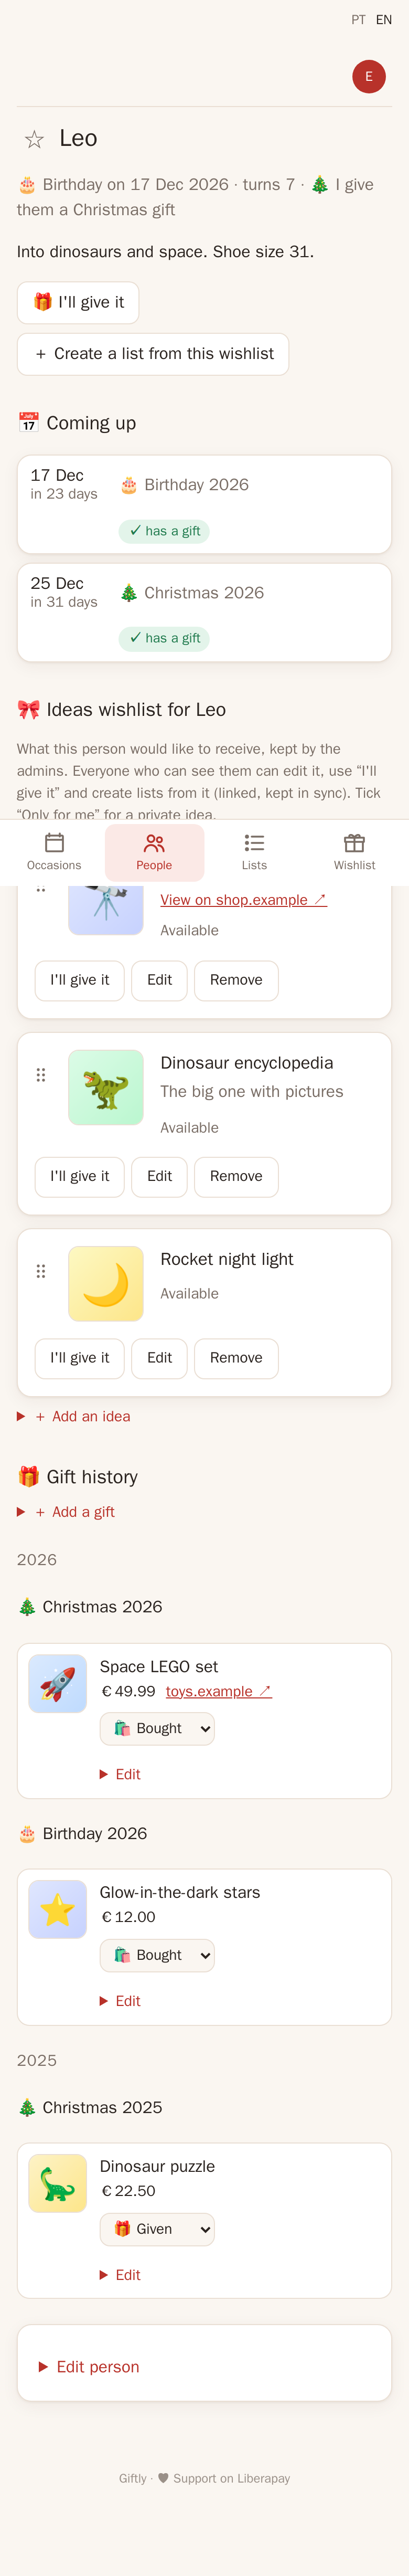 PT EN
E
☆ Leo
🎂 Birthday on 17 Dec 2026 · turns 7 · 🎄 I give
them a Christmas gift
Into dinosaurs and space. Shoe size 31.
🎁 I'll give it
+ Create a list from this wishlist
📅 Coming up
17 Dec
in 23 days
🎂 Birthday 2026
✓ has a gift
25 Dec
in 31 days
🎄 Christmas 2026
✓ has a gift
🎀 Ideas wishlist for Leo
What this person would like to receive, kept by the
admins. Everyone who can see them can edit it, use “I'll
give it” and create lists from it (linked, kept in sync). Tick
“Only for me” for a private idea.
Occasions People Lists Wishlist
View on shop.example ↗
Available
I'll give it Edit Remove
Dinosaur encyclopedia
The big one with pictures
Available
I'll give it Edit Remove
Rocket night light
Available
I'll give it Edit Remove
▶ + Add an idea
🎁 Gift history
▶ + Add a gift
2026
🎄 Christmas 2026
Space LEGO set
€ 49.99 toys.example ↗
🛍️ Bought
▶ Edit
🎂 Birthday 2026
Glow-in-the-dark stars
€ 12.00
🛍️ Bought
▶ Edit
2025
🎄 Christmas 2025
Dinosaur puzzle
€ 22.50
🎁 Given
▶ Edit
▶ Edit person
Giftly · ♥ Support on Liberapay